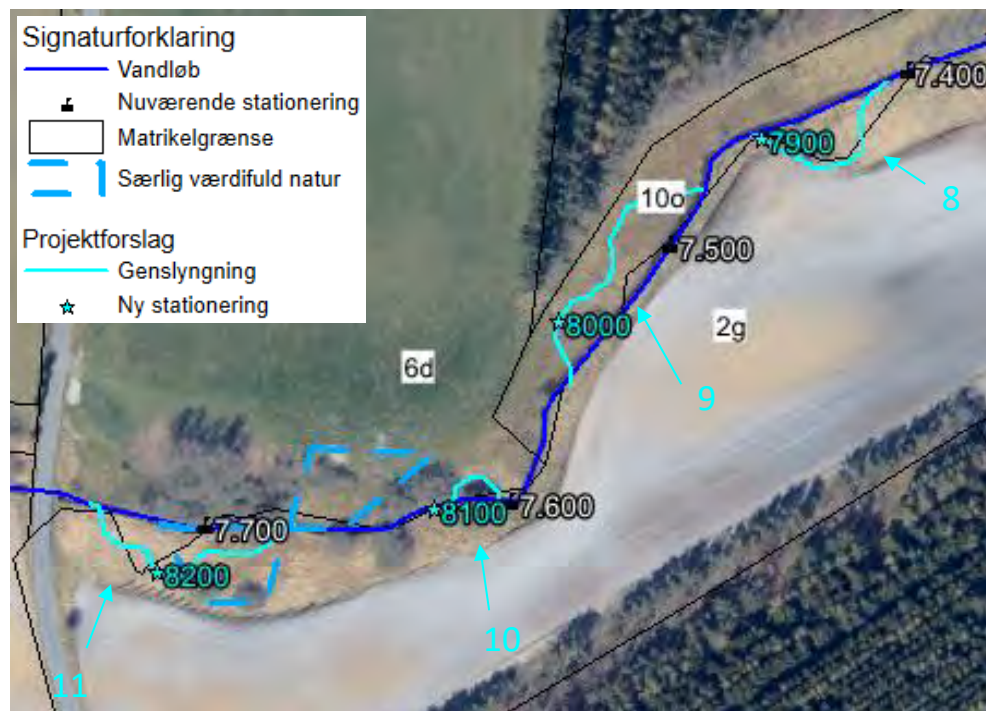 Signaturforklaring
Vandløb
Nuværende stationering
Matrikelgrænse
Særlig værdifuld natur
Projektforslag
Genslyngning
Ny stationering
7.400
7900
8
10o
7.500
8000
2g
6d
9
8100
7.600
7.700
8200
10
11